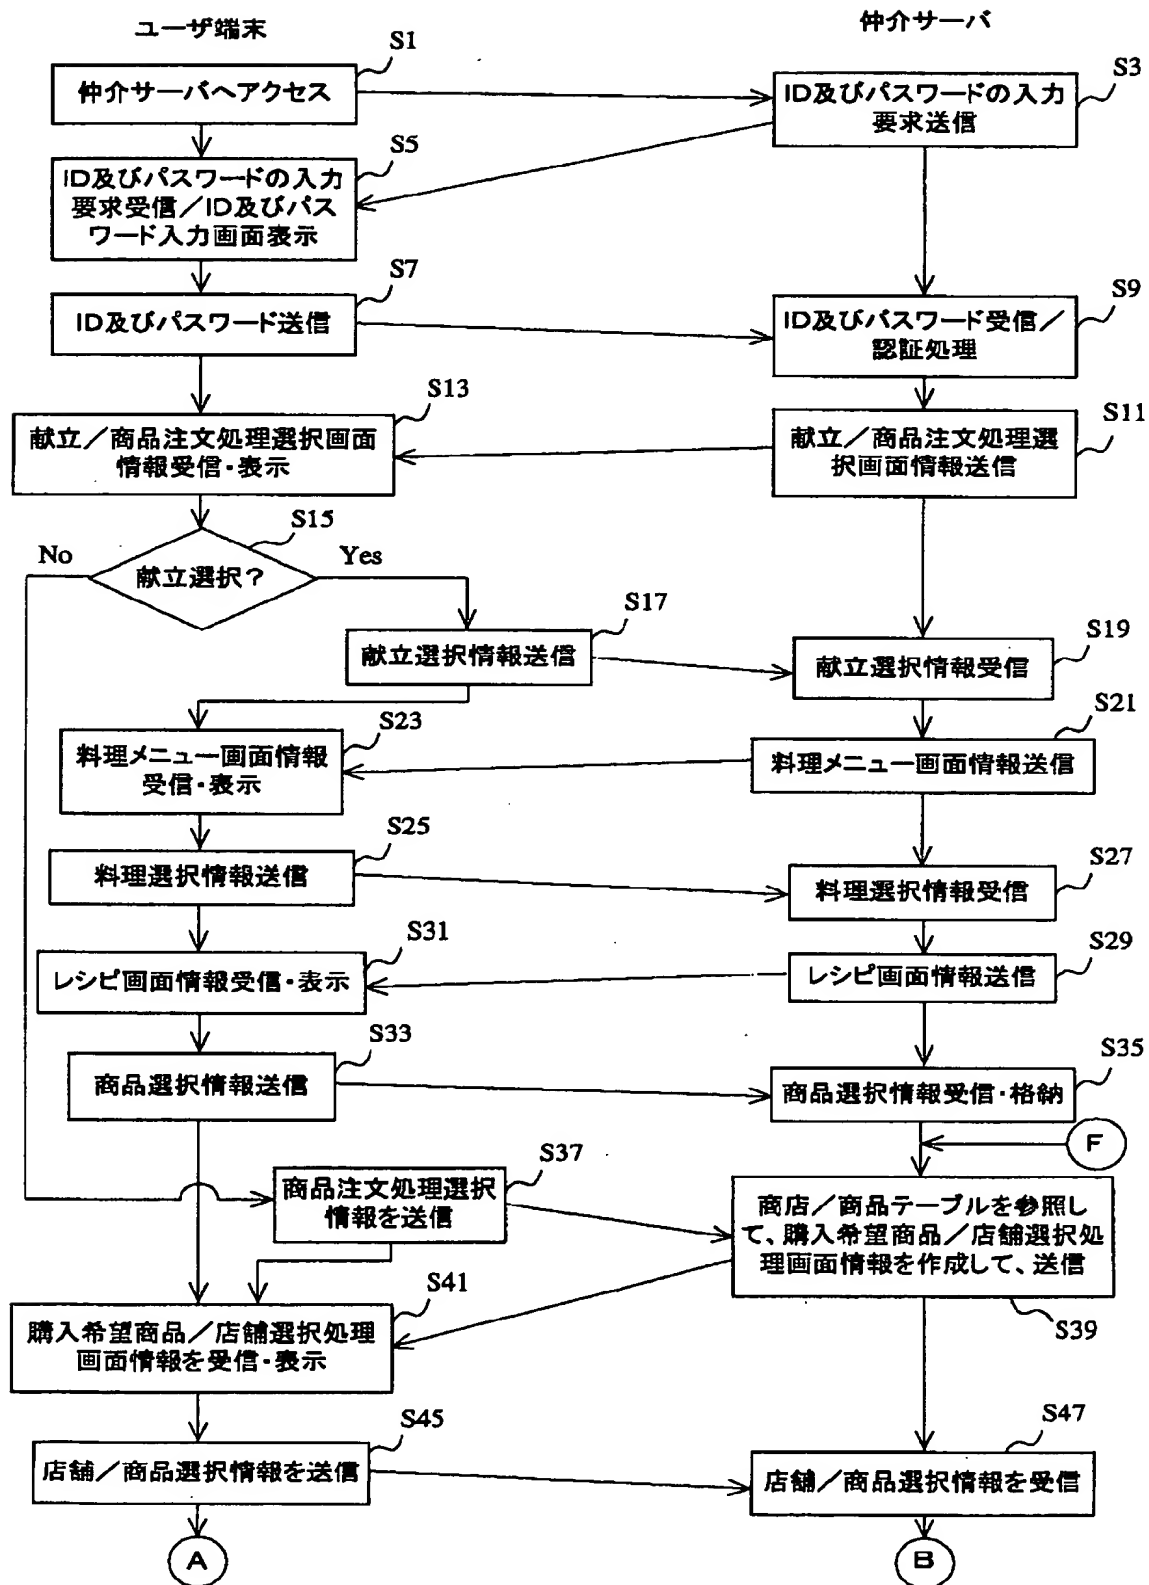 ユーザ端末
仲介サーバ
S1
仲介サーバへアクセス
S3
ID及びパスワードの入力
要求送信
S5
ID及びパスワードの入力
要求受信／ID及びパス
ワード入力画面表示
S7
ID及びパスワード送信
S9
ID及びパスワード受信／
認証処理
S13
献立／商品注文処理選択画面
情報受信・表示
S11
献立／商品注文処理選
択画面情報送信
S15
No
献立選択？
Yes
S17
献立選択情報送信
S19
献立選択情報受信
S23
料理メニュー画面情報
受信・表示
S21
料理メニュー画面情報送信
S25
料理選択情報送信
S27
料理選択情報受信
S31
レシピ画面情報受信・表示
S29
レシピ画面情報送信
S33
商品選択情報送信
S35
商品選択情報受信・格納
F
S37
商品注文処理選択
情報を送信
商店／商品テーブルを参照し
て、購入希望商品／店舗選択処
理画面情報を作成して、送信
S39
S41
購入希望商品／店舗選択処理
画面情報を受信・表示
S45
店舗／商品選択情報を送信
S47
店舗／商品選択情報を受信
A
B